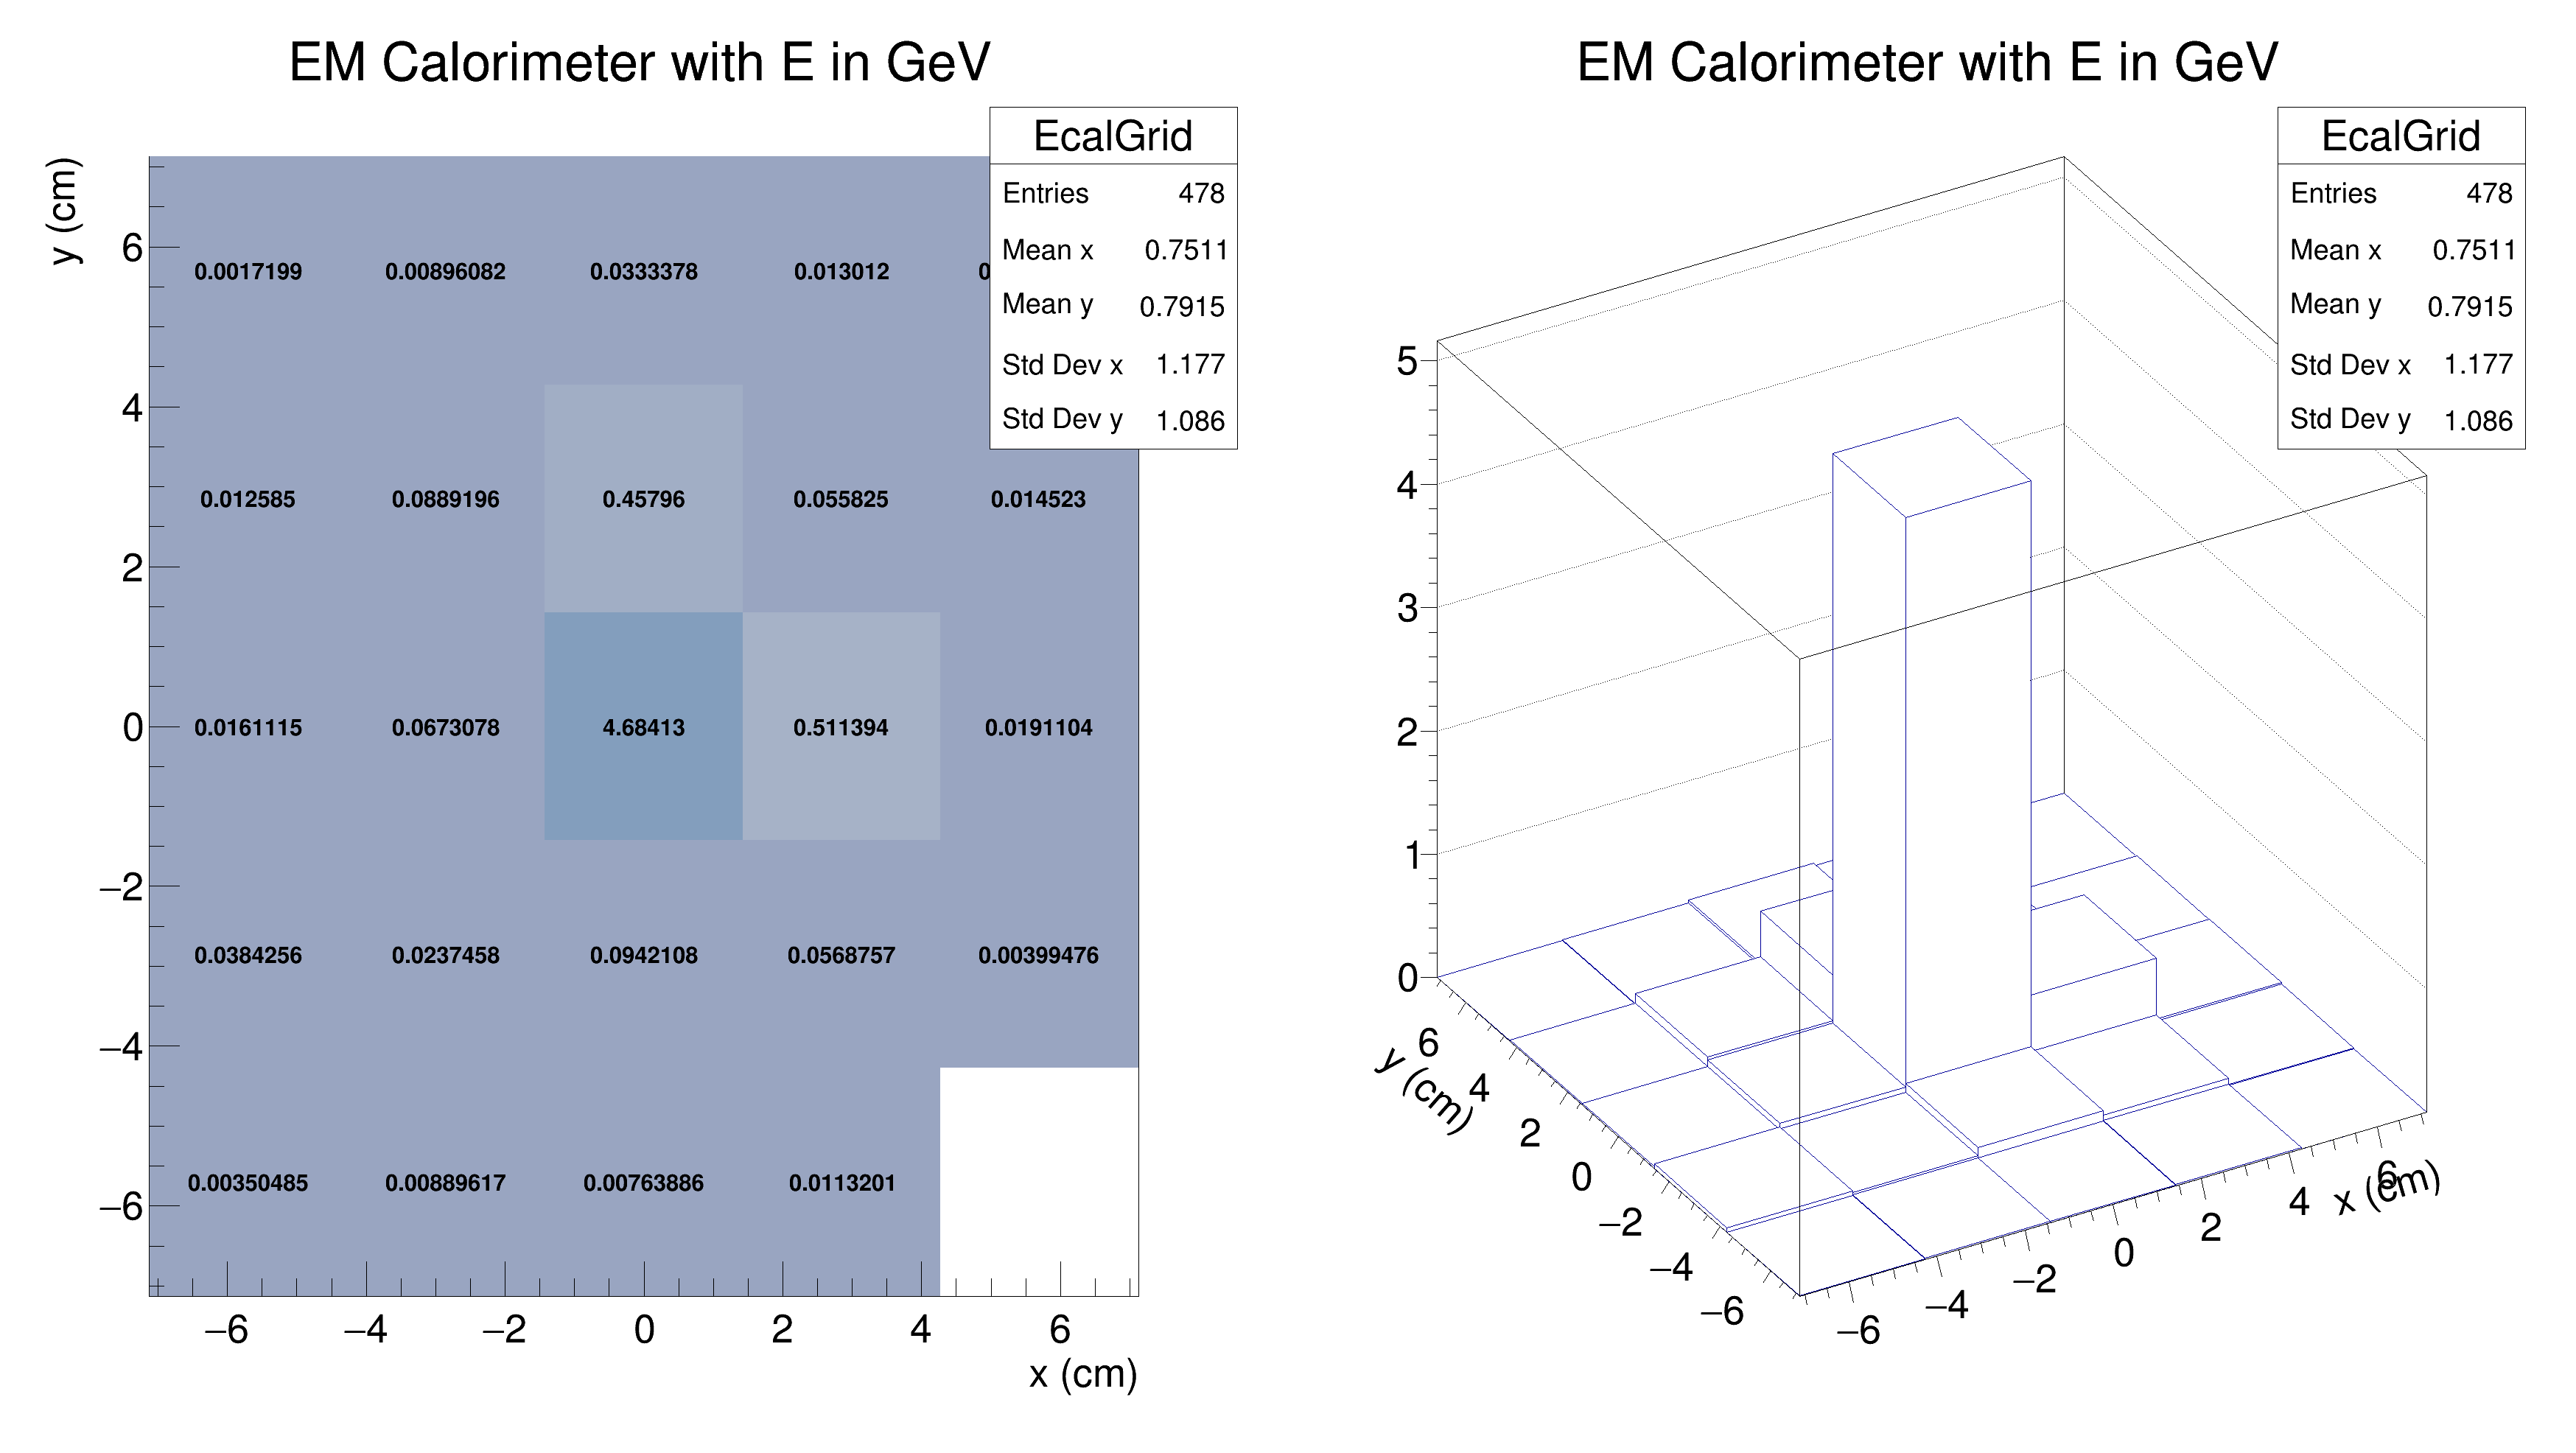 EM Calorimeter with E in GeV
EcalGrid
Entries 478
Mean x 0.7511
Mean y 0.7915
Std Dev x 1.177
Std Dev y 1.086
y (cm)
6
4
2
0
−2
−4
−6
0.0017199 0.00896082 0.0333378 0.013012
0.012585 0.0889196 0.45796 0.055825 0.014523
0.0161115 0.0673078 4.68413 0.511394 0.0191104
0.0384256 0.0237458 0.0942108 0.0568757 0.00399476
0.00350485 0.00889617 0.00763886 0.0113201
−6 −4 −2 0 2 4 6
x (cm)
EM Calorimeter with E in GeV
EcalGrid
Entries 478
Mean x 0.7511
Mean y 0.7915
Std Dev x 1.177
Std Dev y 1.086
5
4
3
2
1
0
y (cm)
6
4
2
0
−2
−4
−6
−6 −4 −2 0 2 4 6
x (cm)